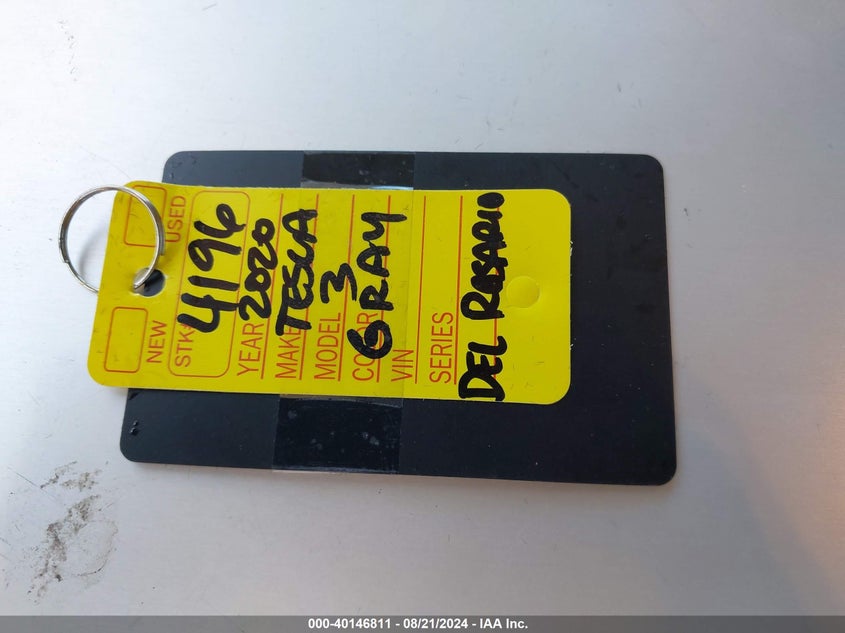 USED
NEW
STK# 4196
YEAR 2020
MAKE TESLA
MODEL 3
COLOR GRAY
VIN
SERIES
DEL ROSARIO
000-40146811 - 08/21/2024 - IAA Inc.